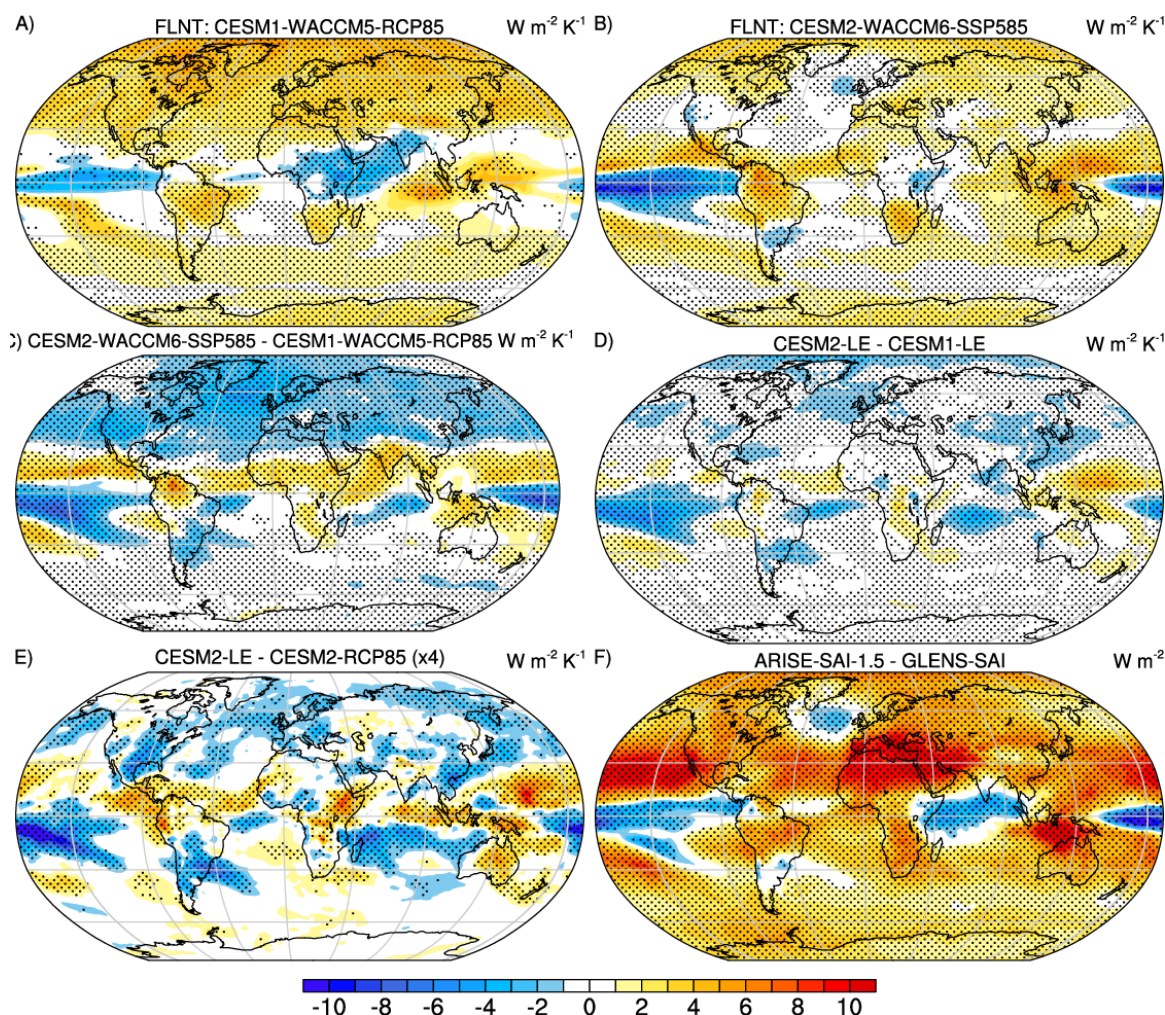 A) FLNT: CESM1-WACCM5-RCP85 W m⁻² K⁻¹
B) FLNT: CESM2-WACCM6-SSP585 W m⁻² K⁻¹
C) CESM2-WACCM6-SSP585 - CESM1-WACCM5-RCP85 W m⁻² K⁻¹
D) CESM2-LE - CESM1-LE W m⁻² K⁻¹
E) CESM2-LE - CESM2-RCP85 (x4) W m⁻² K⁻¹
F) ARISE-SAI-1.5 - GLENS-SAI W m⁻²
-10 -8 -6 -4 -2 0 2 4 6 8 10